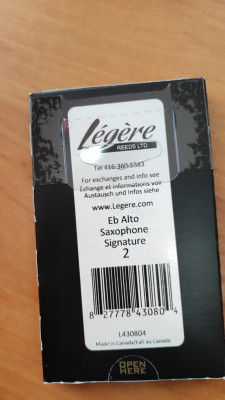 Légère
REEDS LTD
Tel 416-360-5583
For exchanges and info see
Échange et informations voir
Austausch und Infos siehe
www.Legere.com
Eb Alto
Saxophone
Signature
2
8 27778 43080 4
L430804
Made in Canada/Fait au Canada
OPEN
HERE